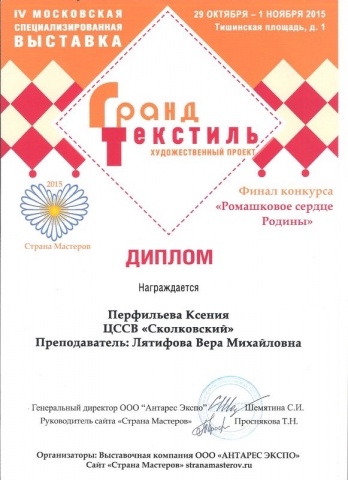 IV МОСКОВСКАЯ
СПЕЦИАЛИЗИРОВАННАЯ
ВЫСТАВКА
29 ОКТЯБРЯ – 1 НОЯБРЯ 2015
Тишинская площадь, д. 1
Гранд
Текстиль
ХУДОЖЕСТВЕННЫЙ ПРОЕКТ
2015
Страна Мастеров
Финал конкурса
«Ромашковое сердце
Родины»
ДИПЛОМ
Награждается
Перфильева Ксения
ЦССВ «Сколковский»
Преподаватель: Лятифова Вера Михайловна
Генеральный директор ООО "Антарес Экспо" Шемятина С.И.
Руководитель сайта «Страна Мастеров» Проснякова Т.Н.
Организаторы: Выставочная компания ООО «АНТАРЕС ЭКСПО»
Сайт «Страна Мастеров» stranamasterov.ru